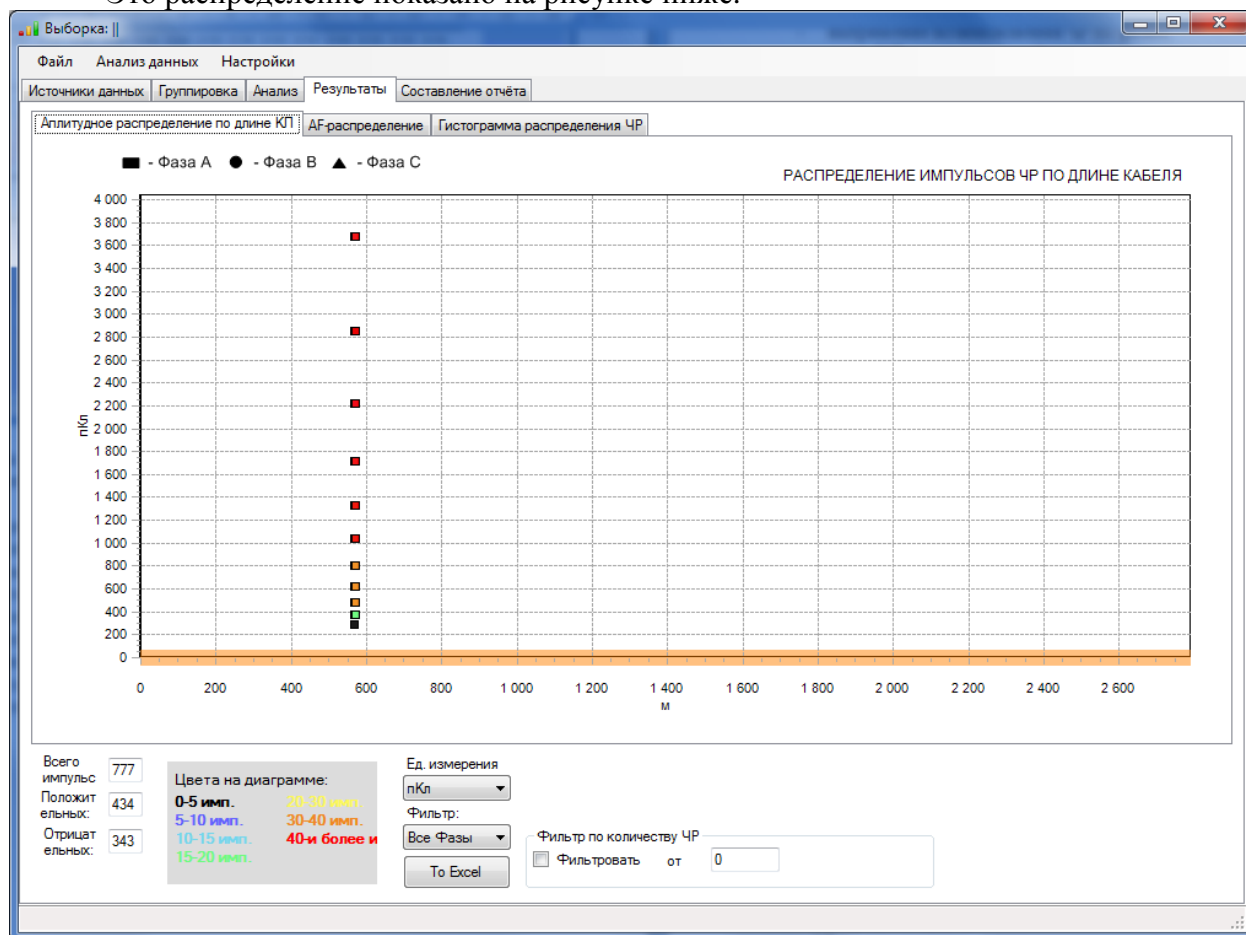 Это распределение показано на рисунке ниже.
Выборка: ||
Файл Анализ данных Настройки
Источники данных Группировка Анализ Результаты Составление отчёта
Аплитудное распределение по длине КП AF-распределение Гистограмма распределения ЧР
- Фаза A - Фаза B - Фаза C
РАСПРЕДЕЛЕНИЕ ИМПУЛЬСОВ ЧР ПО ДЛИНЕ КАБЕЛЯ
4 000
3 800
3 600
3 400
3 200
3 000
2 800
2 600
2 400
2 200
2 000
1 800
1 600
1 400
1 200
1 000
800
600
400
200
0
пКл
0 200 400 600 800 1 000 1 200 1 400 1 600 1 800 2 000 2 200 2 400 2 600
м
Всего
импульс
777
Положит
ельных:
434
Отрицат
ельных:
343
Цвета на диаграмме:
0-5 имп. 20-30 имп.
5-10 имп. 30-40 имп.
10-15 имп. 40-и более и
15-20 имп.
Ед. измерения
пКл
Фильтр:
Все Фазы
To Excel
Фильтр по количеству ЧР
Фильтровать от 0